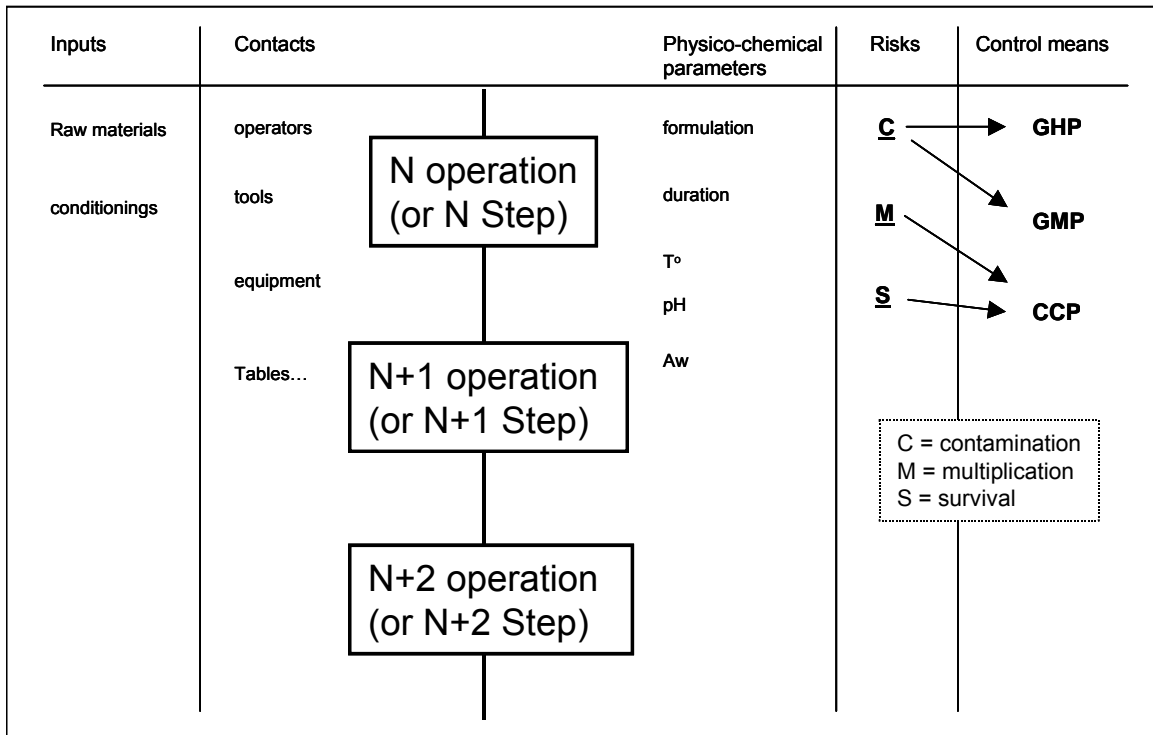 Inputs
Contacts
Physico-chemical
parameters
Risks
Control means
Raw materials
conditionings
operators
tools
equipment
Tables…
N operation
(or N Step)
N+1 operation
(or N+1 Step)
N+2 operation
(or N+2 Step)
formulation
duration
T°
pH
Aw
C
M
S
GHP
GMP
CCP
C = contamination
M = multiplication
S = survival